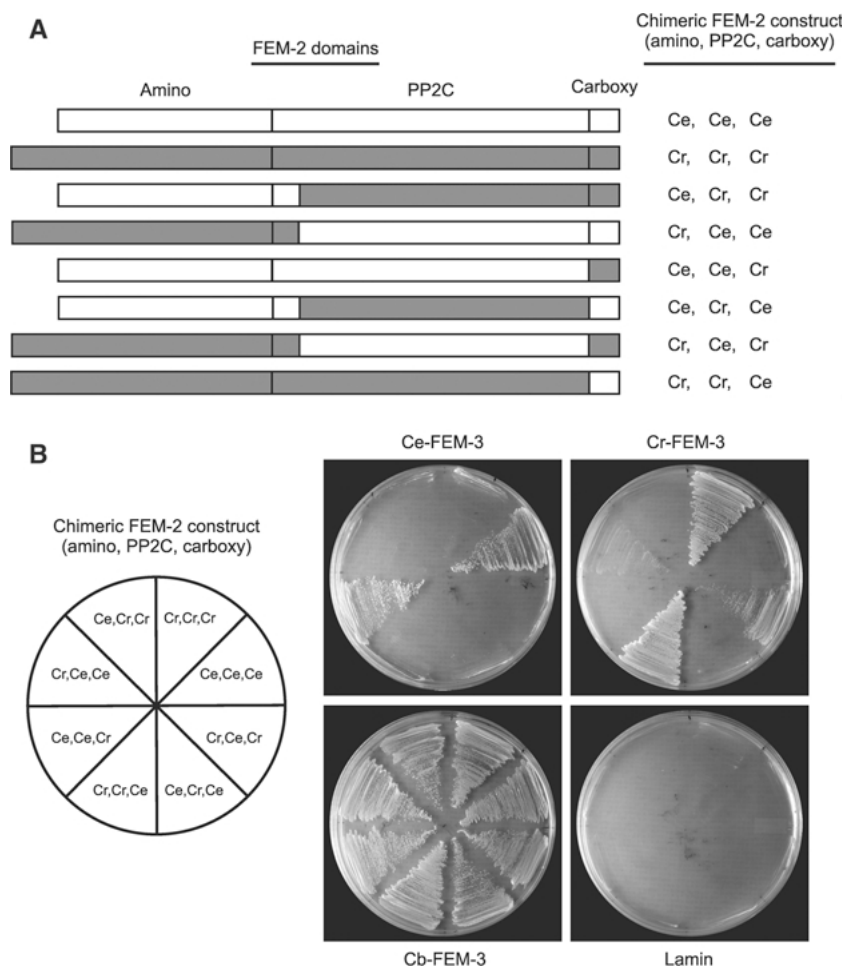 A
FEM-2 domains
Chimeric FEM-2 construct
(amino, PP2C, carboxy)
Amino PP2C Carboxy
Ce, Ce, Ce
Cr, Cr, Cr
Ce, Cr, Cr
Cr, Ce, Ce
Ce, Ce, Cr
Ce, Cr, Ce
Cr, Ce, Cr
Cr, Cr, Ce
B
Chimeric FEM-2 construct
(amino, PP2C, carboxy)
Ce,Cr,Cr Cr,Cr,Cr
Cr,Ce,Ce Ce,Ce,Ce
Ce,Ce,Cr Cr,Ce,Cr
Cr,Cr,Ce Ce,Cr,Ce
Ce-FEM-3 Cr-FEM-3
Cb-FEM-3 Lamin